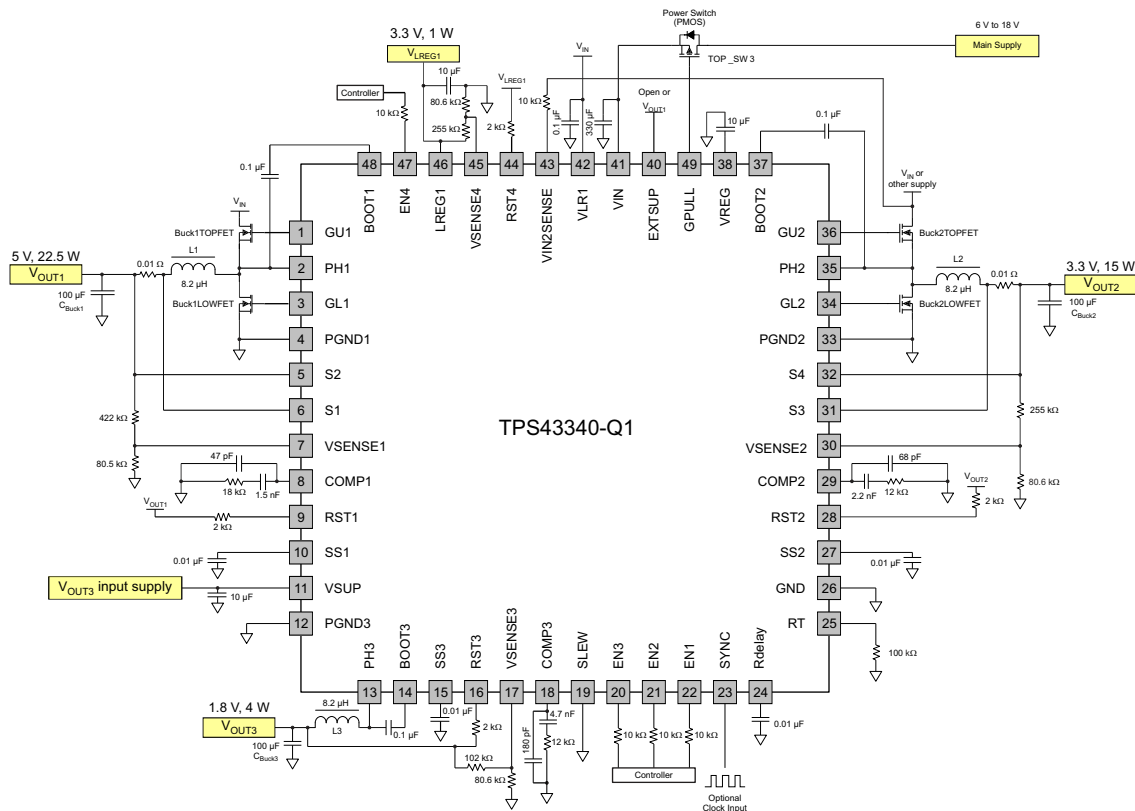 Power Switch
(PMOS)
6 V to 18 V
Main Supply
TOP _SW 3
3.3 V, 1 W
VLREG1
10 µF
80.6 kΩ
255 kΩ
Controller
10 kΩ
VLREG1
2 kΩ
10 kΩ
VIN
0.1 µF
330 µF
Open or
VOUT1
10 µF
0.1 µF
0.1 µF
48
47
46
45
44
43
42
41
40
49
38
37
BOOT1
EN4
LREG1
VSENSE4
RST4
VIN2SENSE
VLR1
VIN
EXTSUP
GPULL
VREG
BOOT2
VIN
Buck1TOPFET
1
GU1
5 V, 22.5 W
VOUT1
0.01 Ω
L1
8.2 µH
2
PH1
100 µF
CBuck1
Buck1LOWFET
3
GL1
4
PGND1
5
S2
422 kΩ
6
S1
7
VSENSE1
80.5 kΩ
47 pF
18 kΩ
1.5 nF
8
COMP1
VOUT1
2 kΩ
9
RST1
0.01 µF
10
SS1
VOUT3 input supply
10 µF
11
VSUP
12
PGND3
TPS43340-Q1
VIN or
other supply
GU2
36
Buck2TOPFET
PH2
35
L2
8.2 µH
0.01 Ω
3.3 V, 15 W
VOUT2
100 µF
CBuck2
GL2
34
Buck2LOWFET
PGND2
33
S4
32
S3
31
255 kΩ
VSENSE2
30
COMP2
29
68 pF
2.2 nF
12 kΩ
80.6 kΩ
VOUT2
2 kΩ
RST2
28
SS2
27
0.01 µF
GND
26
RT
25
100 kΩ
PH3
BOOT3
SS3
RST3
VSENSE3
COMP3
SLEW
EN3
EN2
EN1
SYNC
Rdelay
13
14
15
16
17
18
19
20
21
22
23
24
1.8 V, 4 W
VOUT3
8.2 µH
L3
100 µF
CBuck3
0.1 µF
0.01 µF
2 kΩ
102 kΩ
80.6 kΩ
180 pF
4.7 nF
12 kΩ
10 kΩ
10 kΩ
10 kΩ
Controller
Optional
Clock Input
0.01 µF